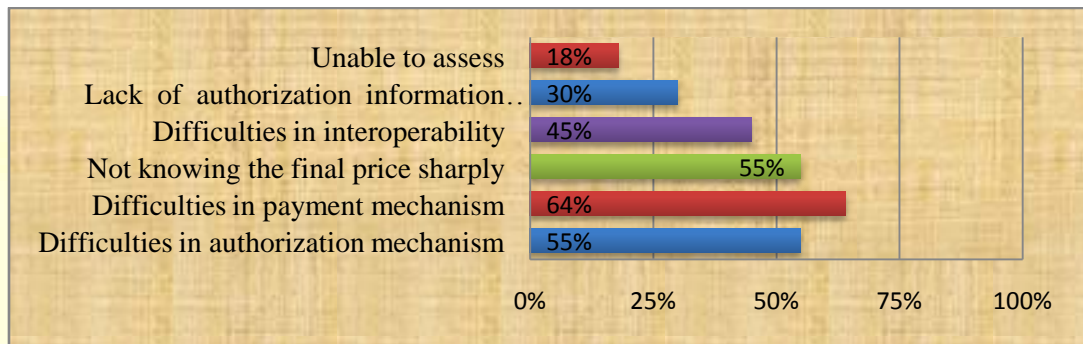 Unable to assess 18%
Lack of authorization information.. 30%
Difficulties in interoperability 45%
Not knowing the final price sharply 55%
Difficulties in payment mechanism 64%
Difficulties in authorization mechanism 55%
0% 25% 50% 75% 100%